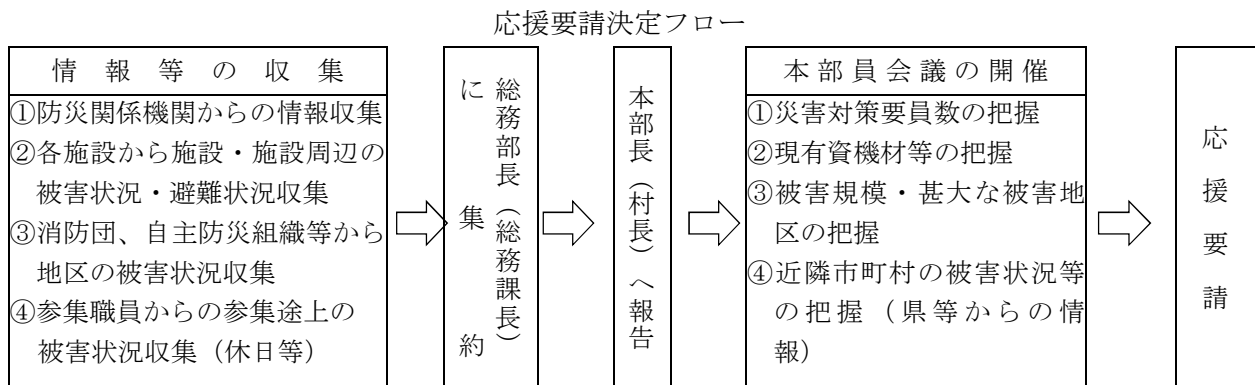 応援要請決定フロー
情報等の収集
①防災関係機関からの情報収集
②各施設から施設・施設周辺の
被害状況・避難状況収集
③消防団、自主防災組織等から
地区の被害状況収集
④参集職員からの参集途上の
被害状況収集（休日等）
総務部長（総務課長）
に集約
本部長（村長）へ報告
本部員会議の開催
①災害対策要員数の把握
②現有資機材等の把握
③被害規模・甚大な被害地
区の把握
④近隣市町村の被害状況等
の把握（県等からの情
報）
応援要請